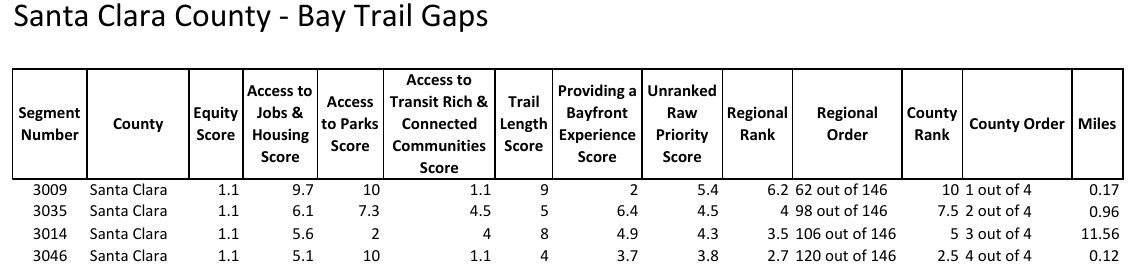 Santa Clara County - Bay Trail Gaps
Segment Number County Equity Score Access to Jobs & Housing Score Access to Parks Score Access to Transit Rich & Connected Communities Score Trail Length Score Providing a Bayfront Experience Score Unranked Raw Priority Score Regional Rank Regional Order County Rank County Order Miles
3009 Santa Clara 1.1 9.7 10 1.1 9 2 5.4 6.2 62 out of 146 10 1 out of 4 0.17
3035 Santa Clara 1.1 6.1 7.3 4.5 5 6.4 4.5 4 98 out of 146 7.5 2 out of 4 0.96
3014 Santa Clara 1.1 5.6 2 4 8 4.9 4.3 3.5 106 out of 146 5 3 out of 4 11.56
3046 Santa Clara 1.1 5.1 10 1.1 4 3.7 3.8 2.7 120 out of 146 2.5 4 out of 4 0.12